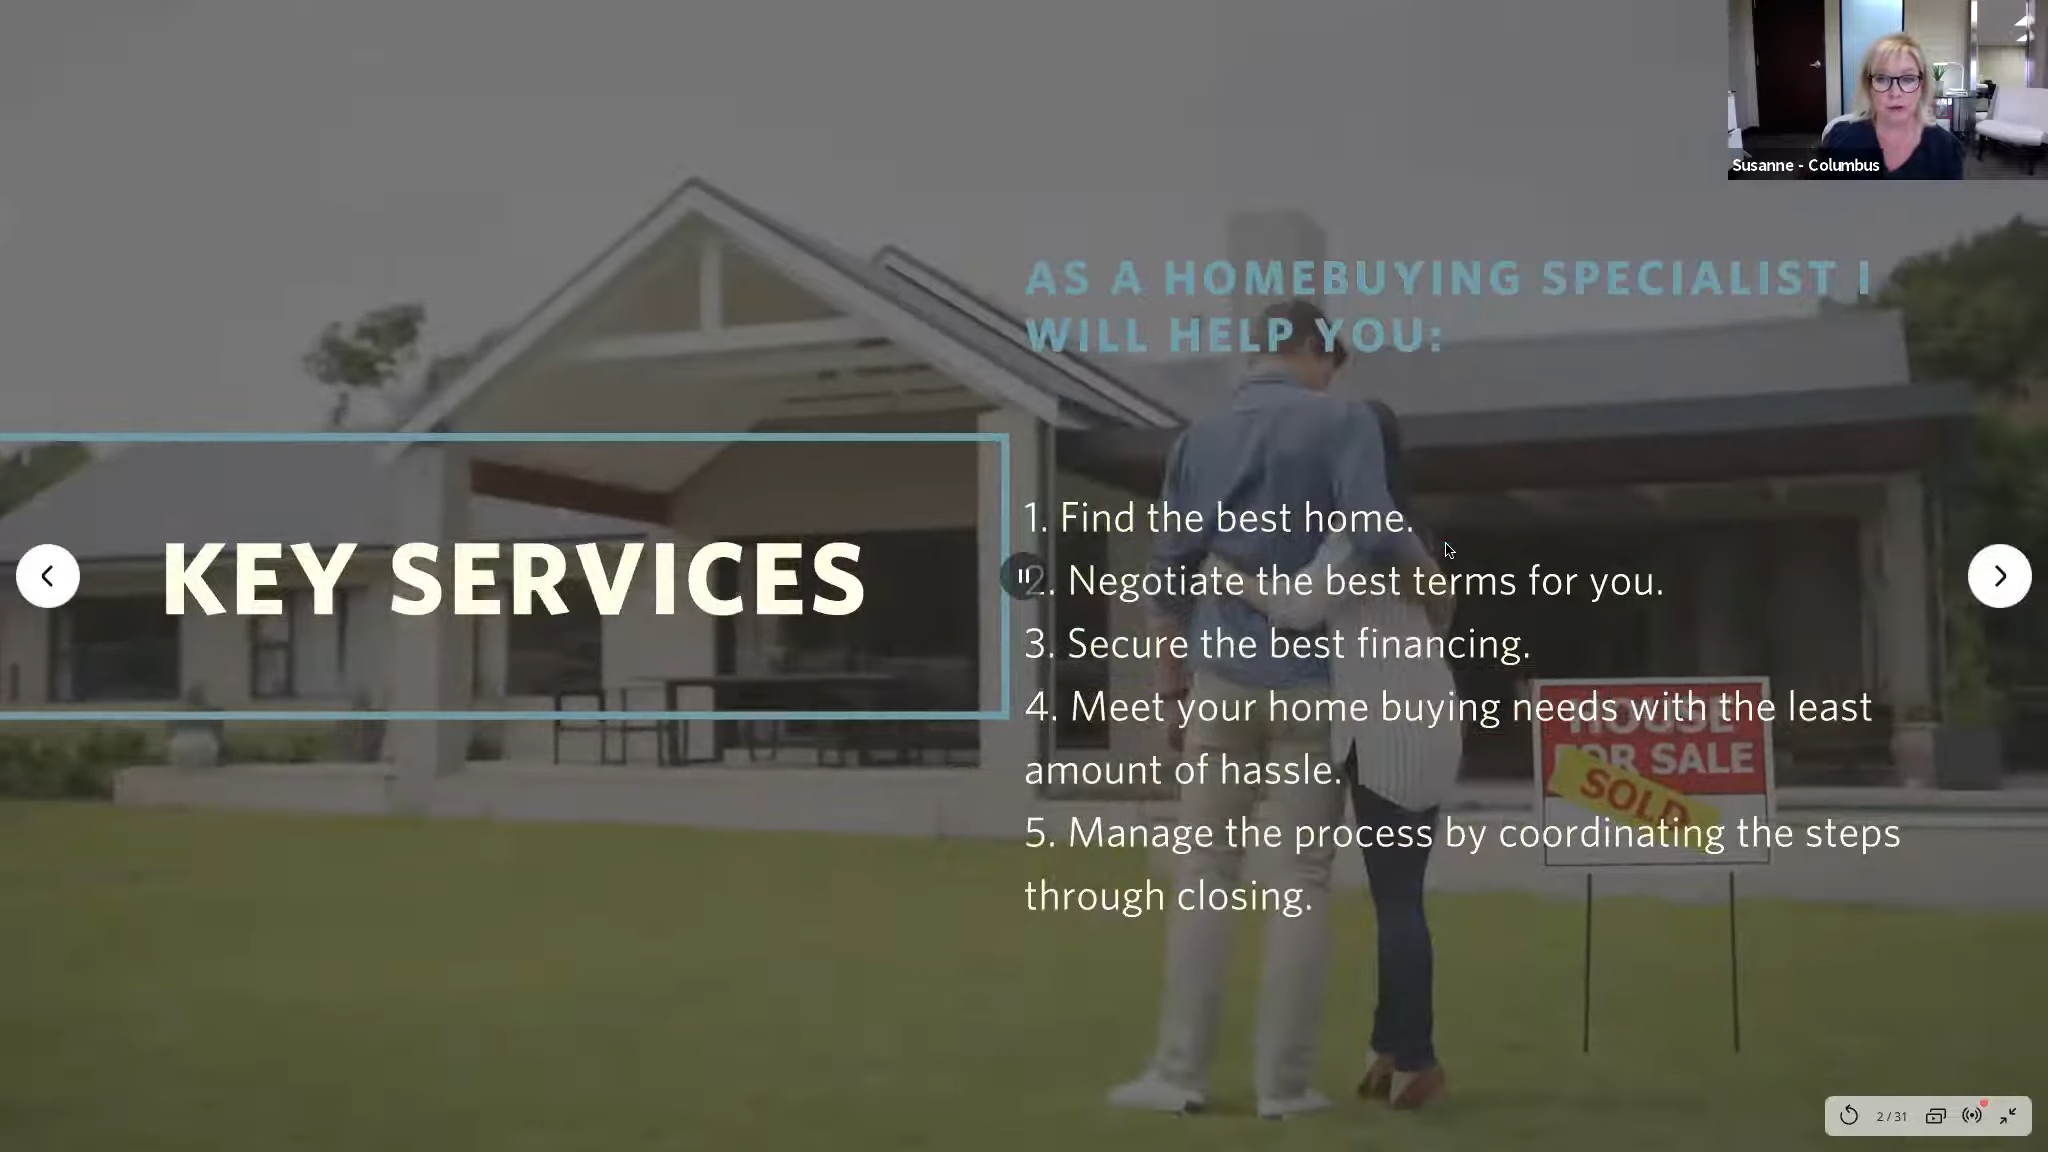 Susanne - Columbus
AS A HOMEBUYING SPECIALIST I
WILL HELP YOU:
KEY SERVICES
1. Find the best home.
2. Negotiate the best terms for you.
3. Secure the best financing.
4. Meet your home buying needs with the least
amount of hassle.
5. Manage the process by coordinating the steps
through closing.
HOUSE
FOR SALE
SOLD
2 / 31